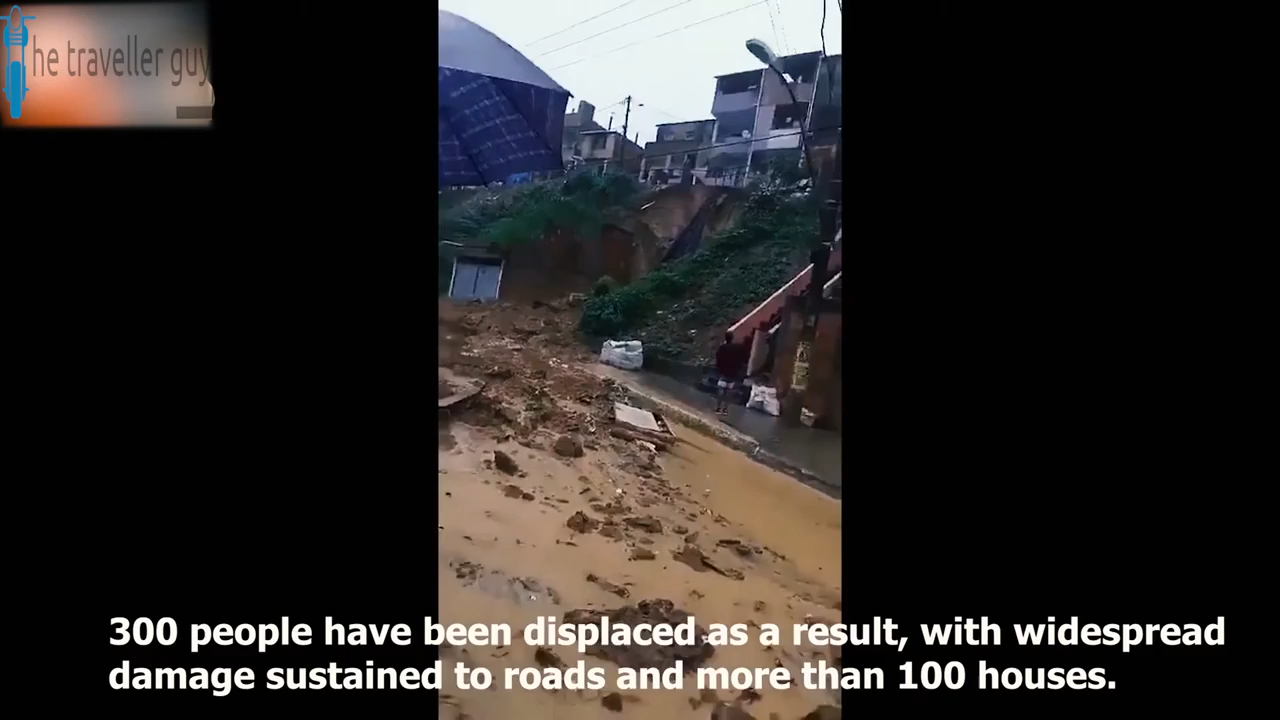 The traveller guy
300 people have been displaced as a result, with widespread
damage sustained to roads and more than 100 houses.